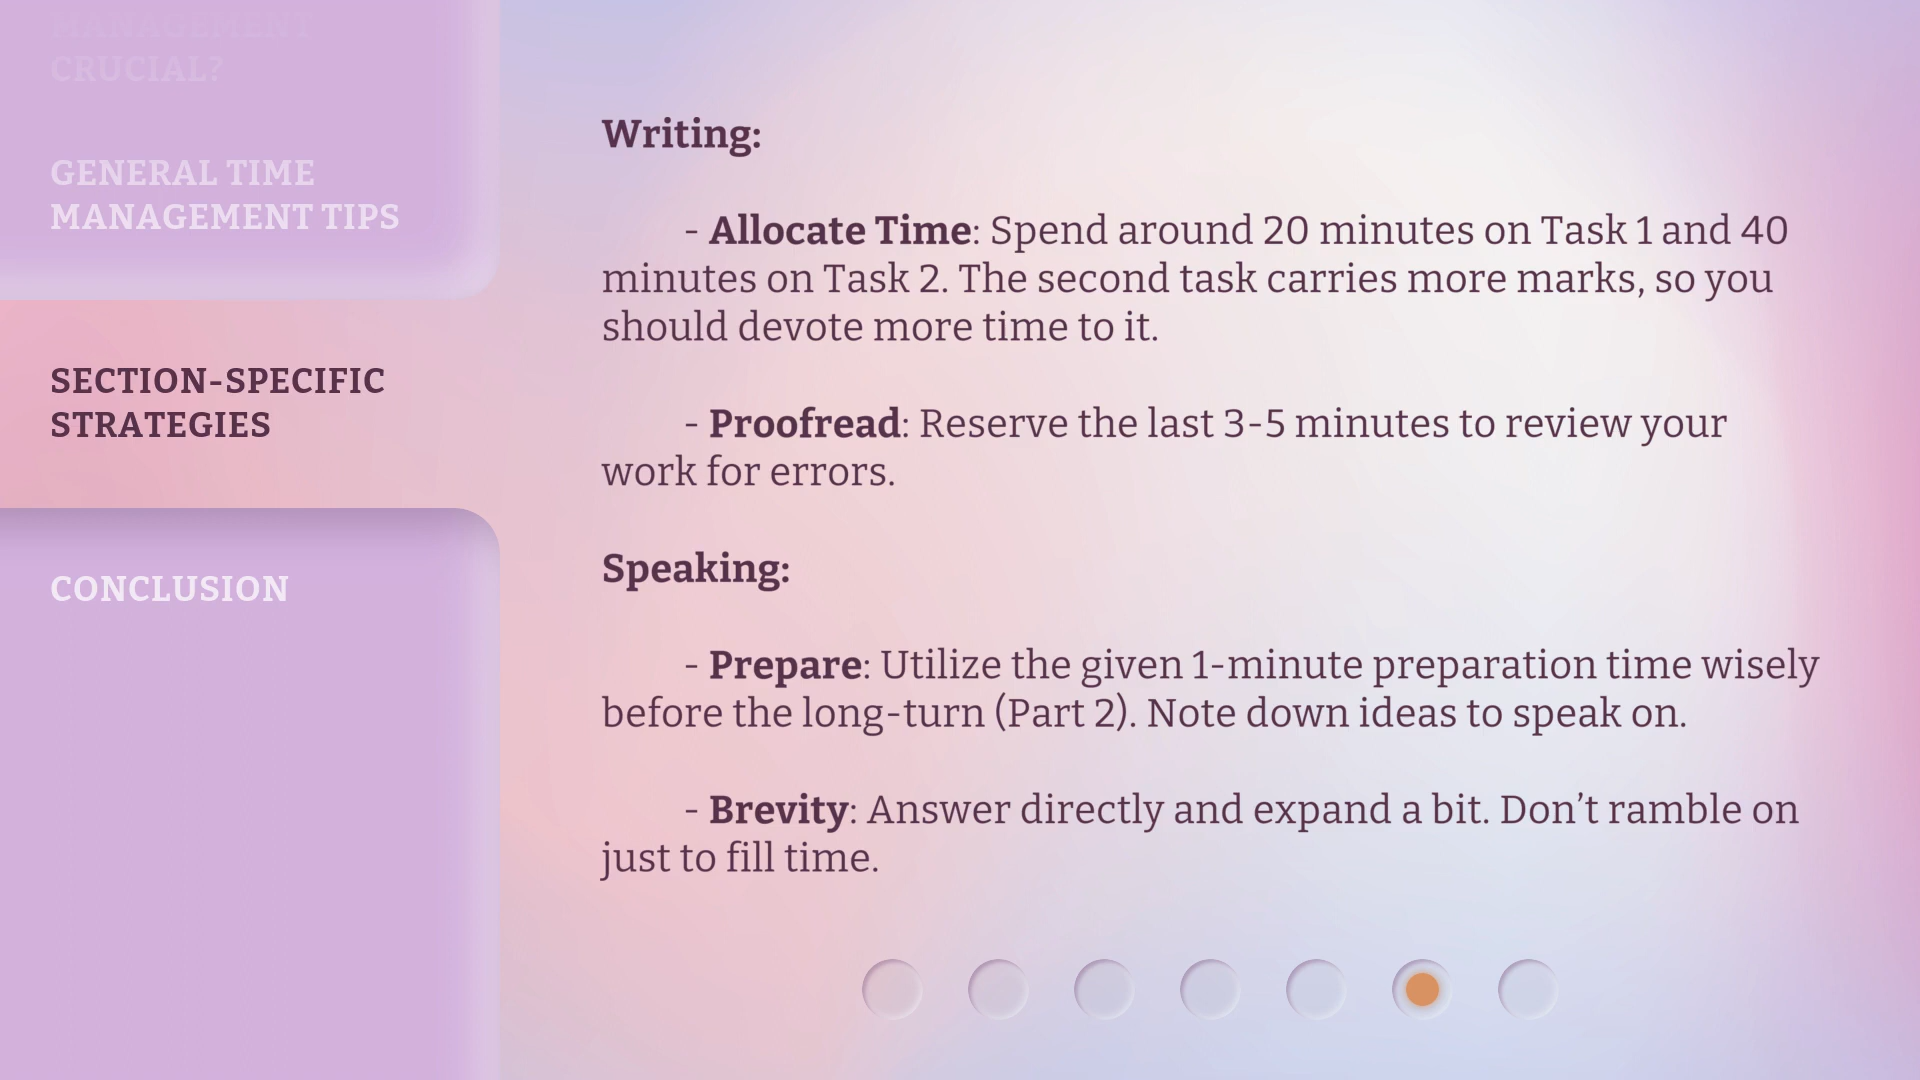 MANAGEMENT
CRUCIAL?
GENERAL TIME
MANAGEMENT TIPS
SECTION-SPECIFIC
STRATEGIES
CONCLUSION
Writing:
- Allocate Time: Spend around 20 minutes on Task 1 and 40
minutes on Task 2. The second task carries more marks, so you
should devote more time to it.
- Proofread: Reserve the last 3-5 minutes to review your
work for errors.
Speaking:
- Prepare: Utilize the given 1-minute preparation time wisely
before the long-turn (Part 2). Note down ideas to speak on.
- Brevity: Answer directly and expand a bit. Don’t ramble on
just to fill time.